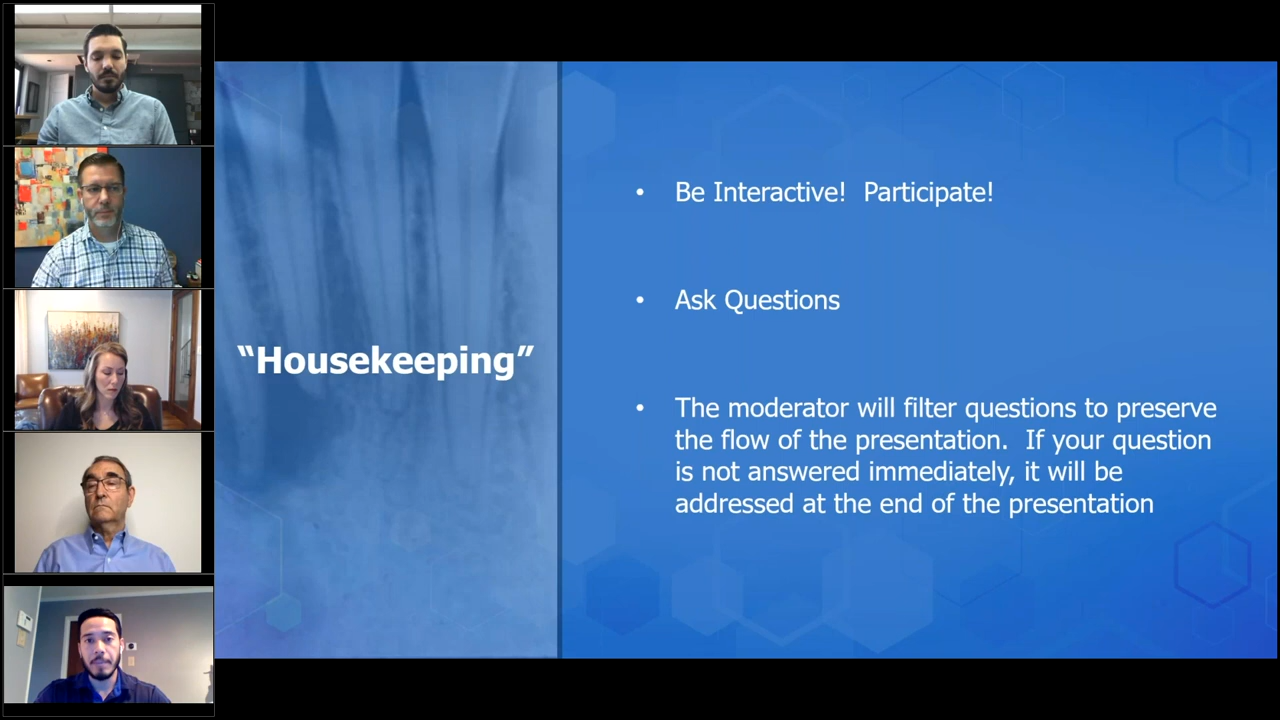 “Housekeeping”
• Be Interactive!  Participate!
• Ask Questions
• The moderator will filter questions to preserve
the flow of the presentation.  If your question
is not answered immediately, it will be
addressed at the end of the presentation